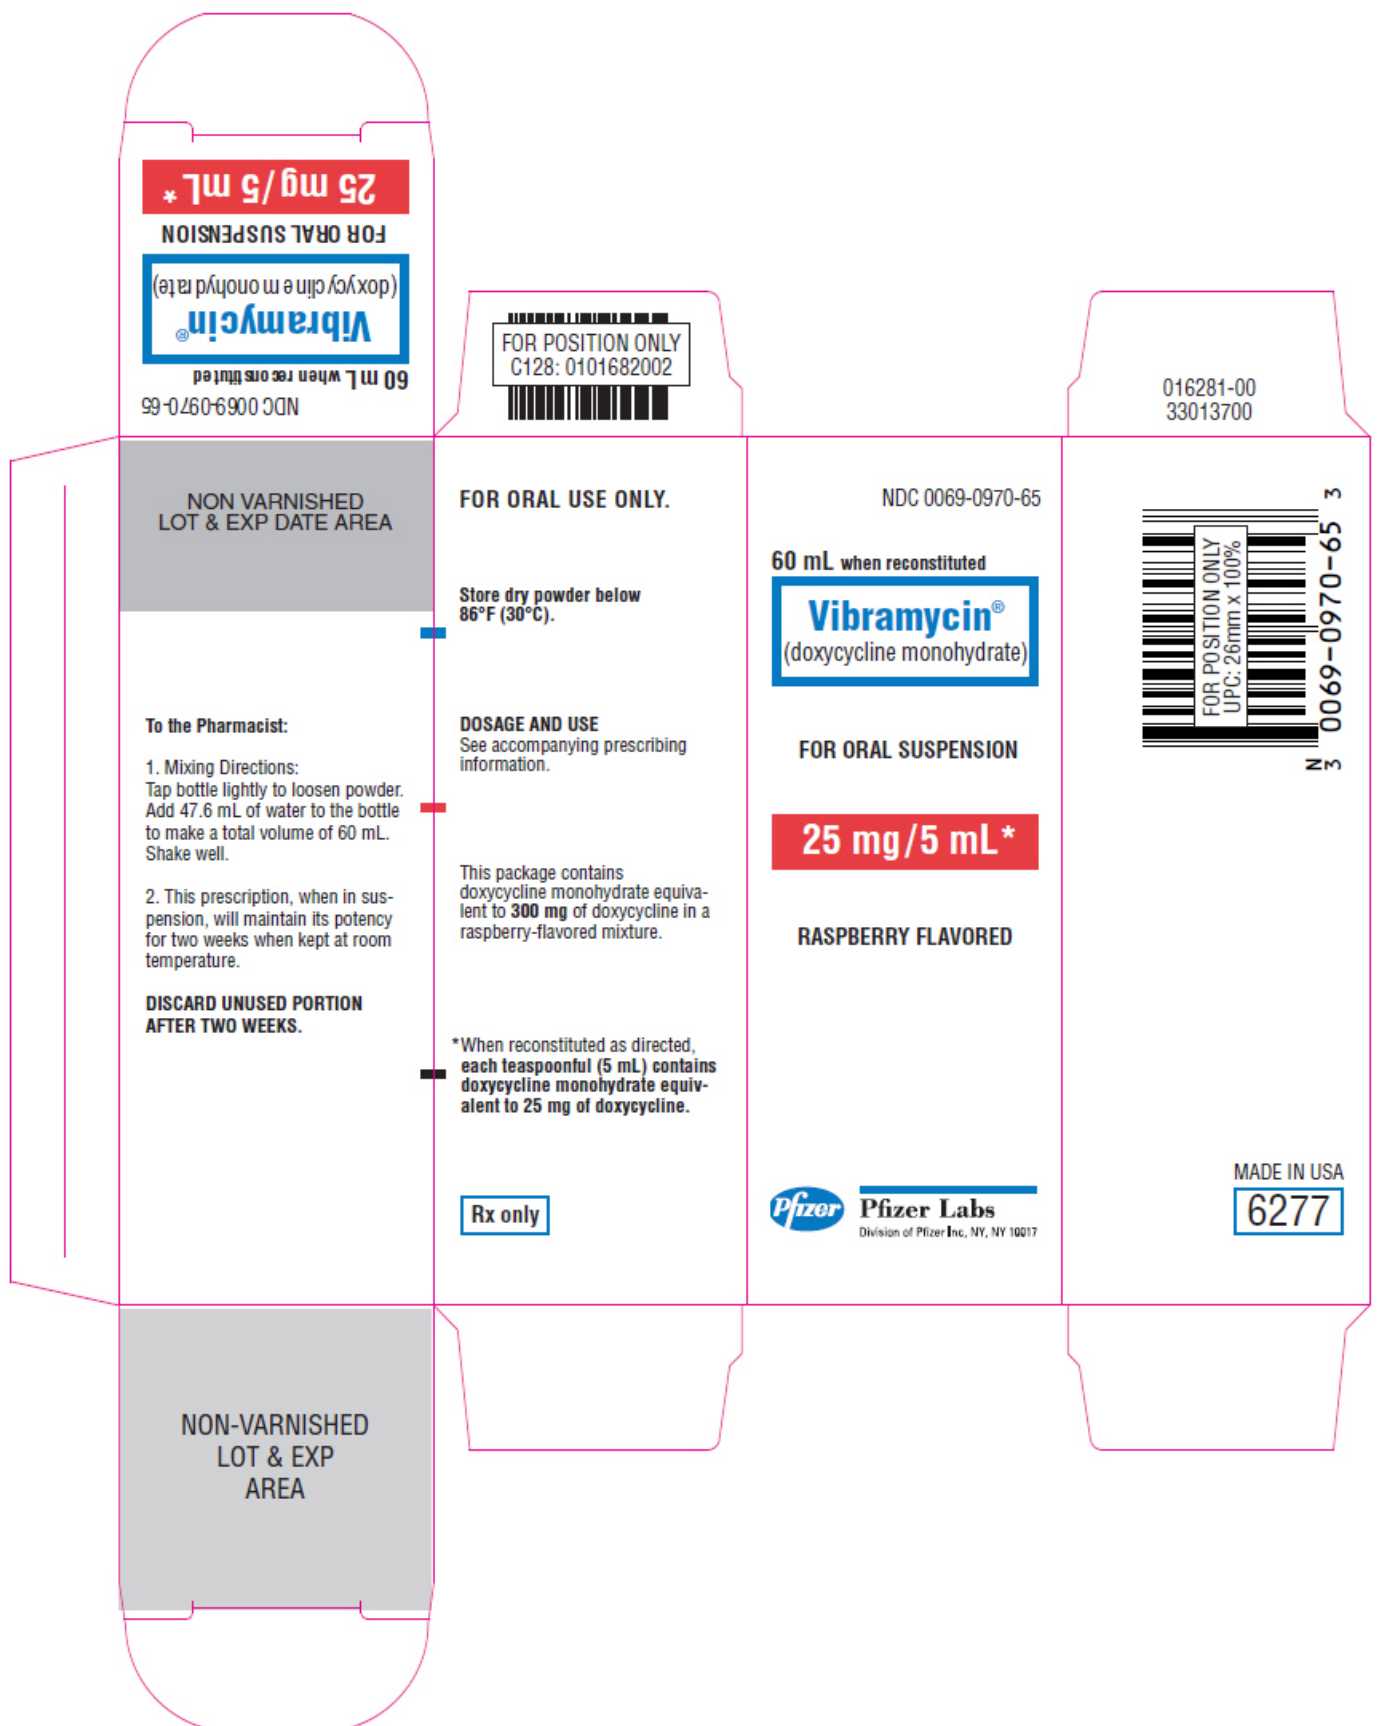 25 mg/5 mL*
FOR ORAL SUSPENSION
(doxycycline monohydrate)
Vibramycin®
60 mL when reconstituted
NDC 0069-0970-65
FOR POSITION ONLY
C128: 0101682002
016281-00
33013700
NON VARNISHED
LOT & EXP DATE AREA
To the Pharmacist:
1. Mixing Directions:
Tap bottle lightly to loosen powder.
Add 47.6 mL of water to the bottle
to make a total volume of 60 mL.
Shake well.
2. This prescription, when in sus-
pension, will maintain its potency
for two weeks when kept at room
temperature.
DISCARD UNUSED PORTION
AFTER TWO WEEKS.
FOR ORAL USE ONLY.
Store dry powder below
86°F (30°C).
DOSAGE AND USE
See accompanying prescribing
information.
This package contains
doxycycline monohydrate equiva-
lent to 300 mg of doxycycline in a
raspberry-flavored mixture.
*When reconstituted as directed,
each teaspoonful (5 mL) contains
doxycycline monohydrate equiv-
alent to 25 mg of doxycycline.
Rx only
NDC 0069-0970-65
60 mL when reconstituted
Vibramycin®
(doxycycline monohydrate)
FOR ORAL SUSPENSION
25 mg/5 mL*
RASPBERRY FLAVORED
Pfizer
Pfizer Labs
Division of Pfizer Inc, NY, NY 10017
FOR POSITION ONLY
UPC: 26mm x 100%
N
3 0069-0970-65 3
MADE IN USA
6277
NON-VARNISHED
LOT & EXP
AREA